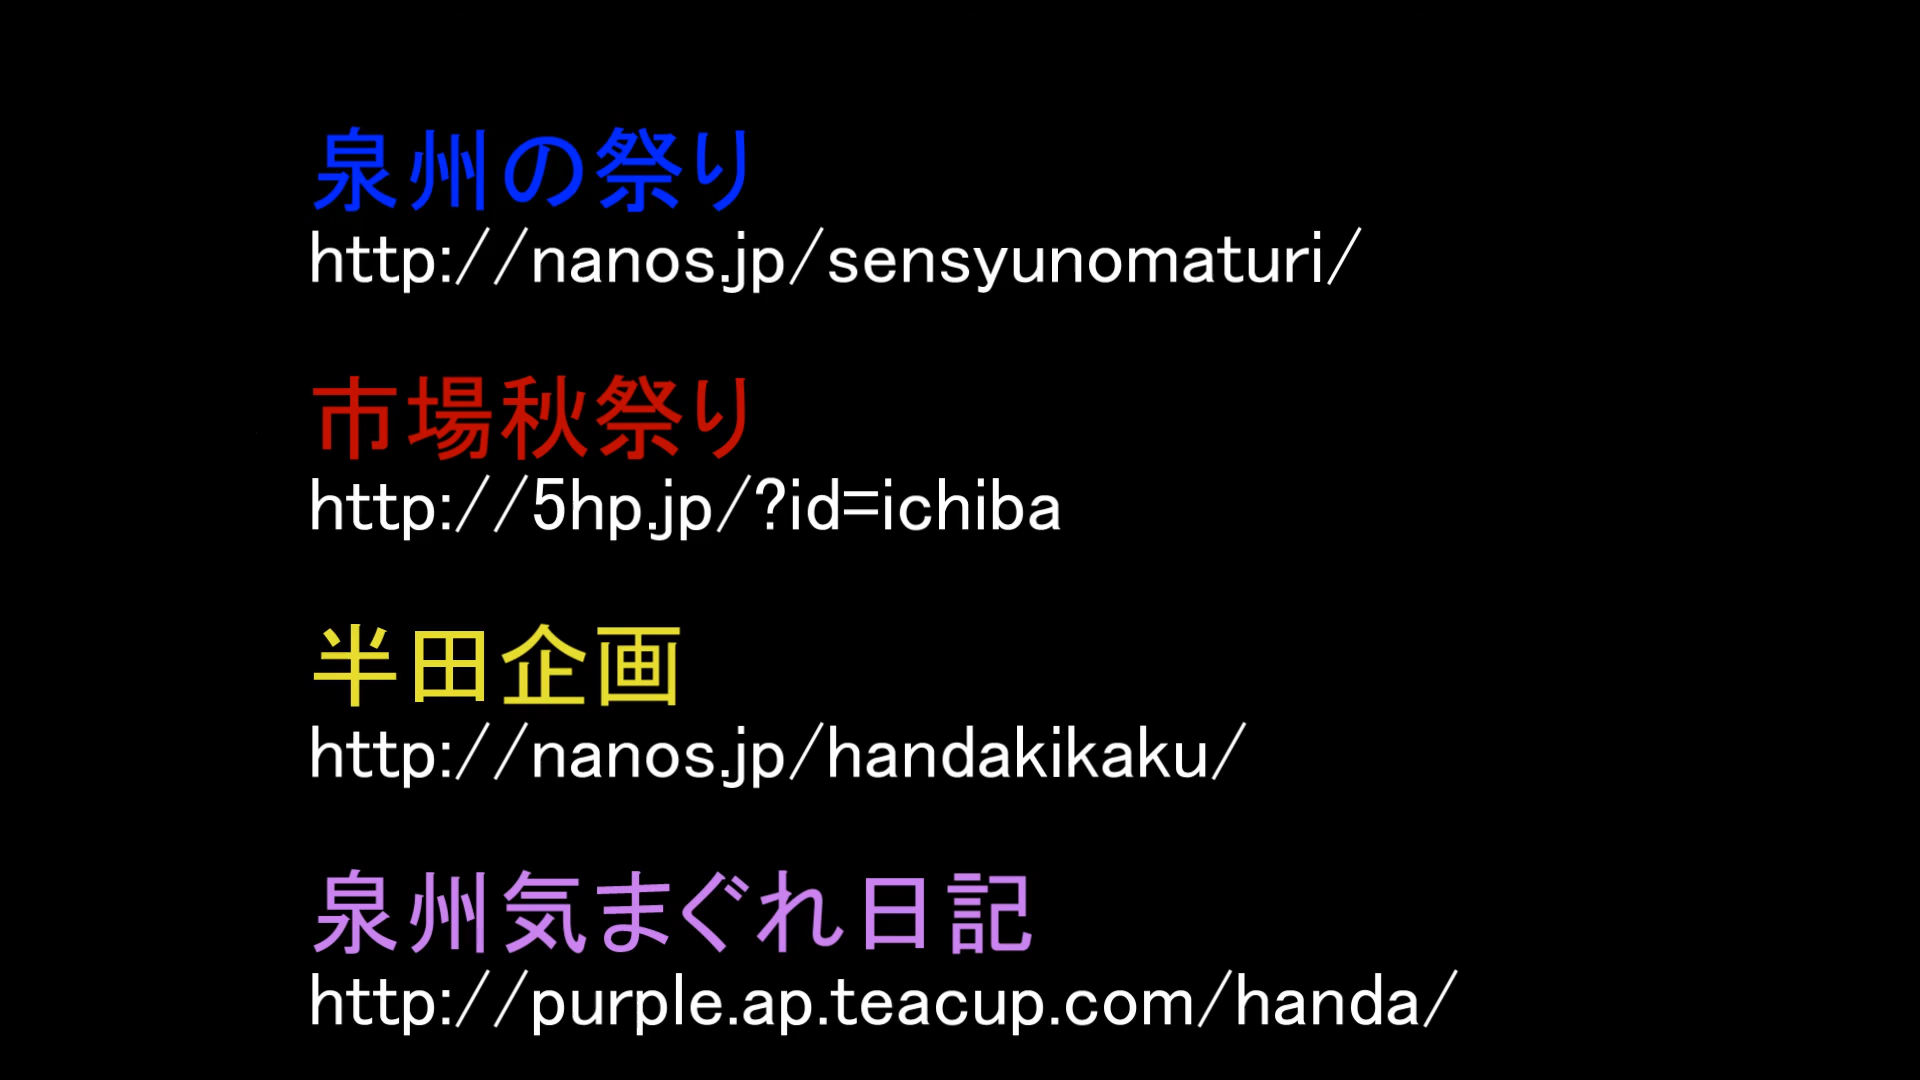 泉州の祭り
http://nanos.jp/sensyunomaturi/
市場秋祭り
http://5hp.jp/?id=ichiba
半田企画
http://nanos.jp/handakikaku/
泉州気まぐれ日記
http://purple.ap.teacup.com/handa/